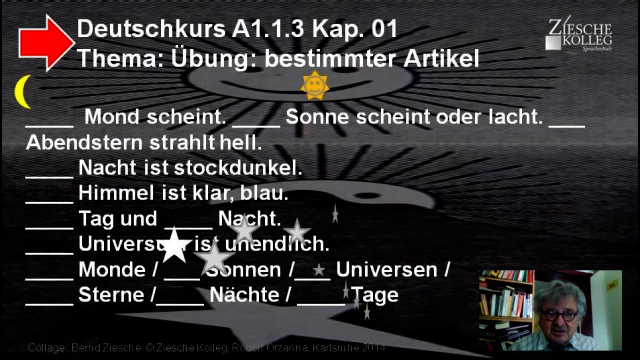 Deutschkurs A1.1.3 Kap. 01
ZIESCHE
KOLLEG
Sprachschule
Thema: Übung: bestimmter Artikel
____ Mond scheint. ____ Sonne scheint oder lacht. ___
Abendstern strahlt hell.
____ Nacht ist stockdunkel.
____ Himmel ist klar, blau.
____ Tag und ____ Nacht.
____ Universum ist unendlich.
____ Monde / ___ Sonnen /___ Universen /
____ Sterne /____ Nächte / ____ Tage
Collage: Bernd Ziesche. © Ziesche Kolleg, Robert Orzanna, Karlsruhe 2014